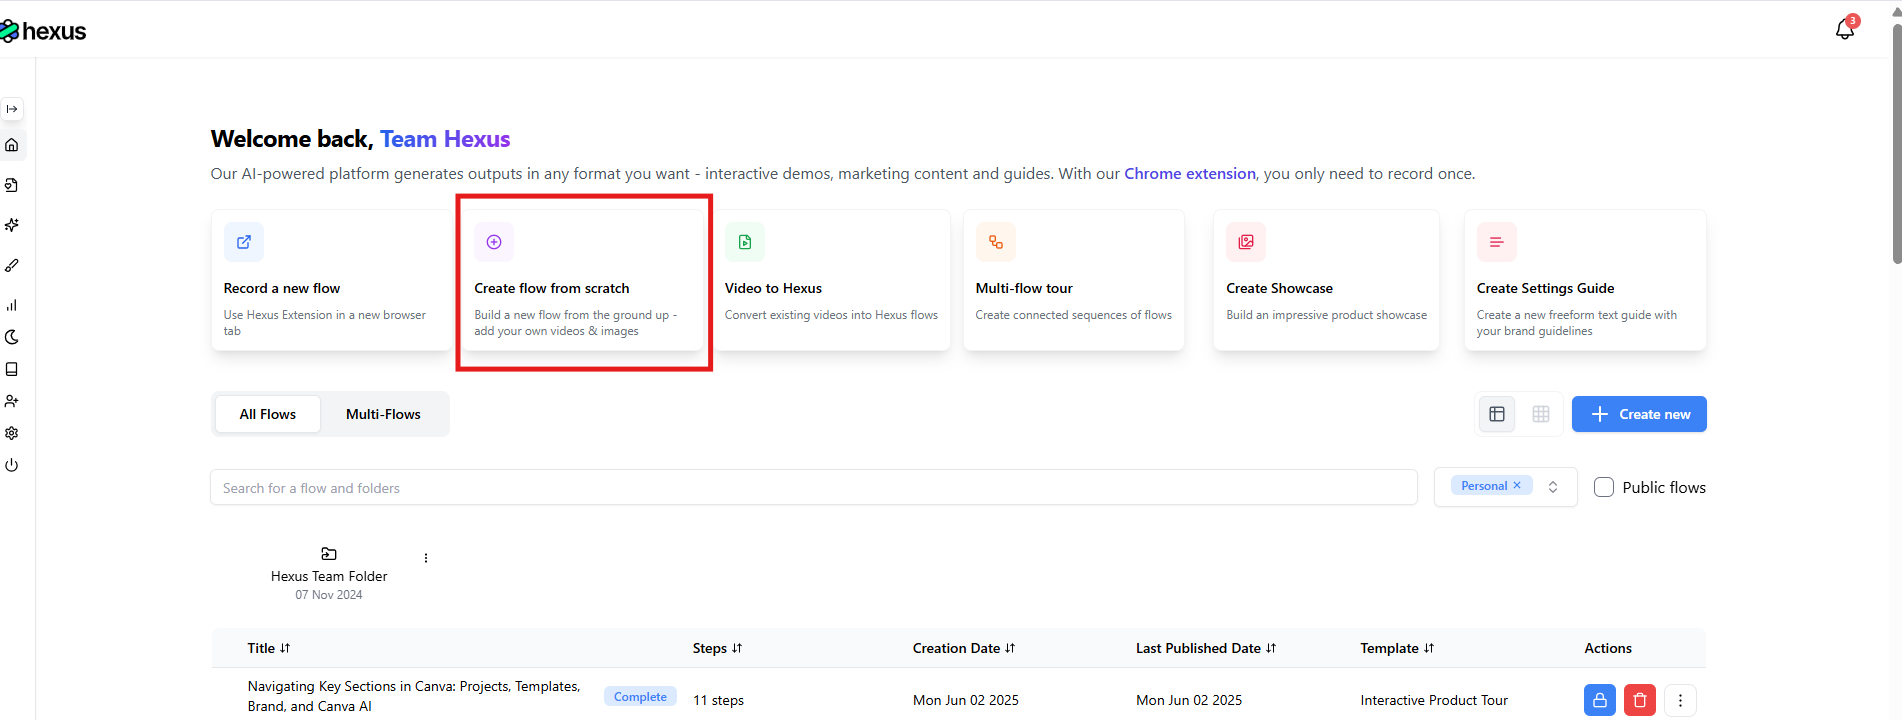 hexus
3
Welcome back, Team Hexus
Our AI-powered platform generates outputs in any format you want - interactive demos, marketing content and guides. With our Chrome extension, you only need to record once.
Record a new flow
Use Hexus Extension in a new browser
tab
Create flow from scratch
Build a new flow from the ground up -
add your own videos & images
Video to Hexus
Convert existing videos into Hexus flows
Multi-flow tour
Create connected sequences of flows
Create Showcase
Build an impressive product showcase
Create Settings Guide
Create a new freeform text guide with
your brand guidelines
All Flows
Multi-Flows
Create new
Search for a flow and folders
Personal
Public flows
Hexus Team Folder
07 Nov 2024
Title Steps Creation Date Last Published Date Template Actions
Navigating Key Sections in Canva: Projects, Templates,
Brand, and Canva AI
Complete
11 steps
Mon Jun 02 2025
Mon Jun 02 2025
Interactive Product Tour